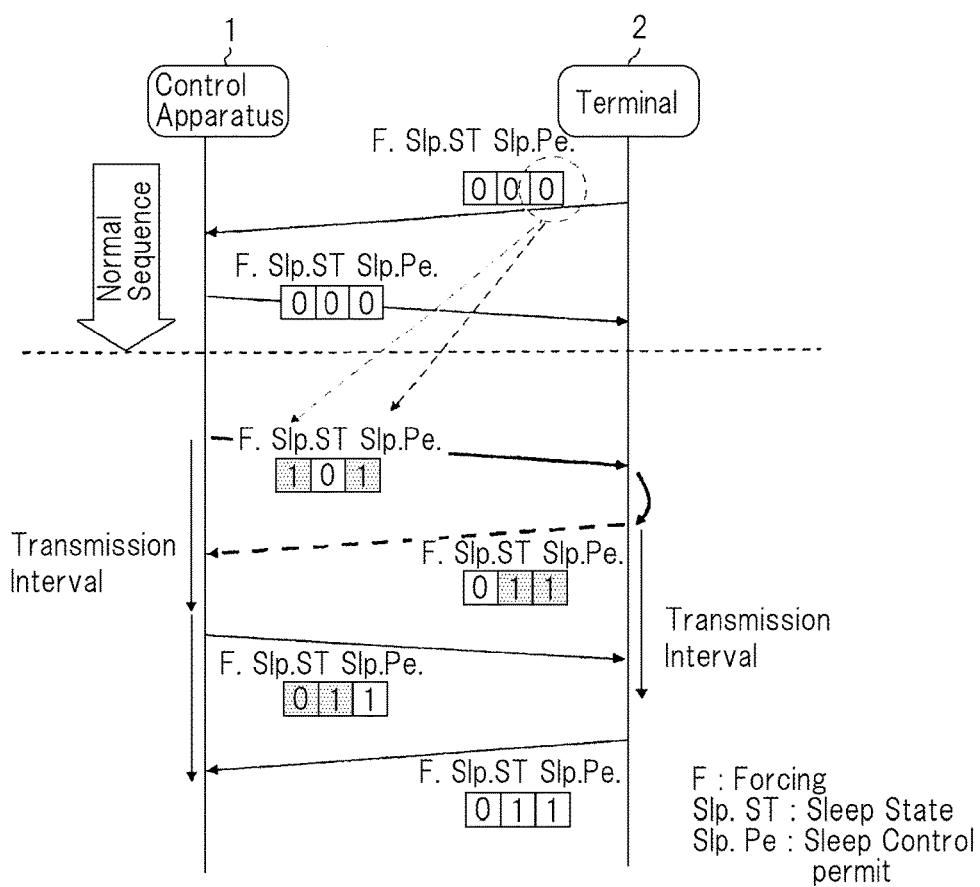 1
2
Control
Apparatus
Terminal
F. Slp.ST Slp.Pe.
0 0 0
Normal
Sequence
F. Slp.ST Slp.Pe.
0 0 0
F. Slp.ST Slp.Pe.
1 0 1
Transmission
Interval
F. Slp.ST Slp.Pe.
0 1 1
Transmission
Interval
F. Slp.ST Slp.Pe.
0 1 1
F. Slp.ST Slp.Pe.
0 1 1
F : Forcing
Slp. ST : Sleep State
Slp. Pe : Sleep Control
permit